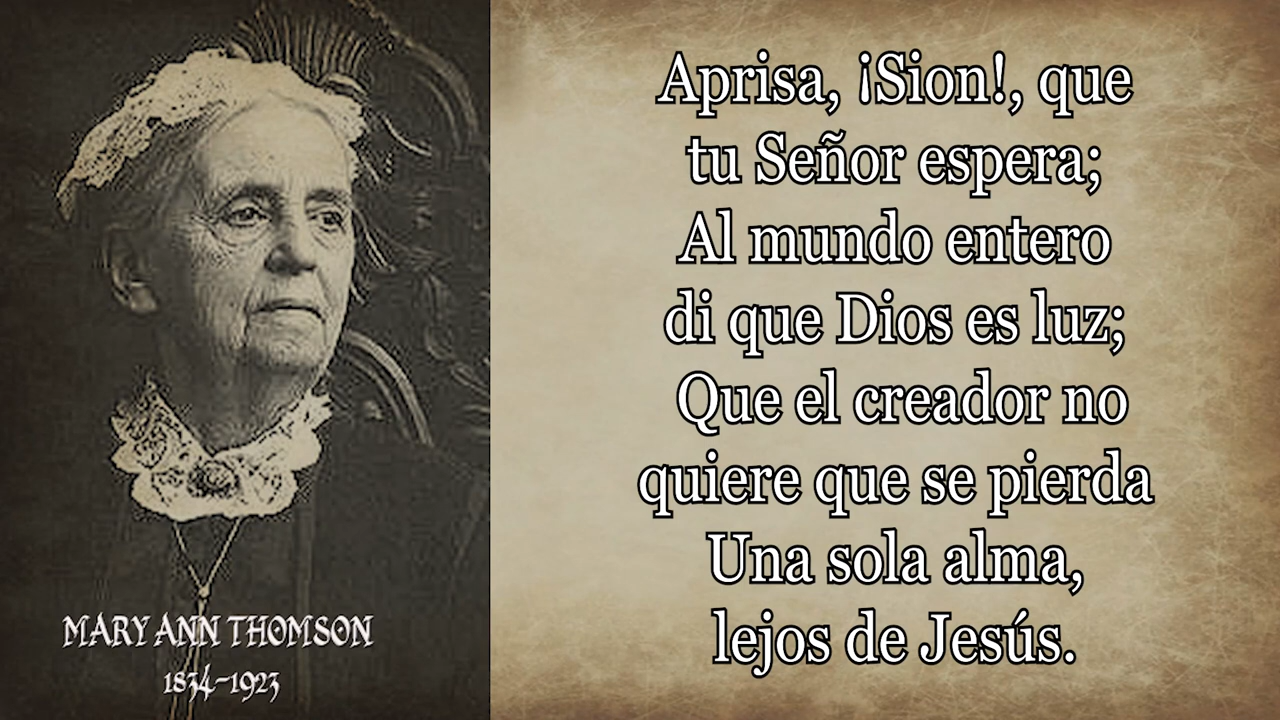 Aprisa, ¡Sion!, que
tu Señor espera;
Al mundo entero
di que Dios es luz;
Que el creador no
quiere que se pierda
Una sola alma,
lejos de Jesús.
MARY ANN THOMSON
1834-1923